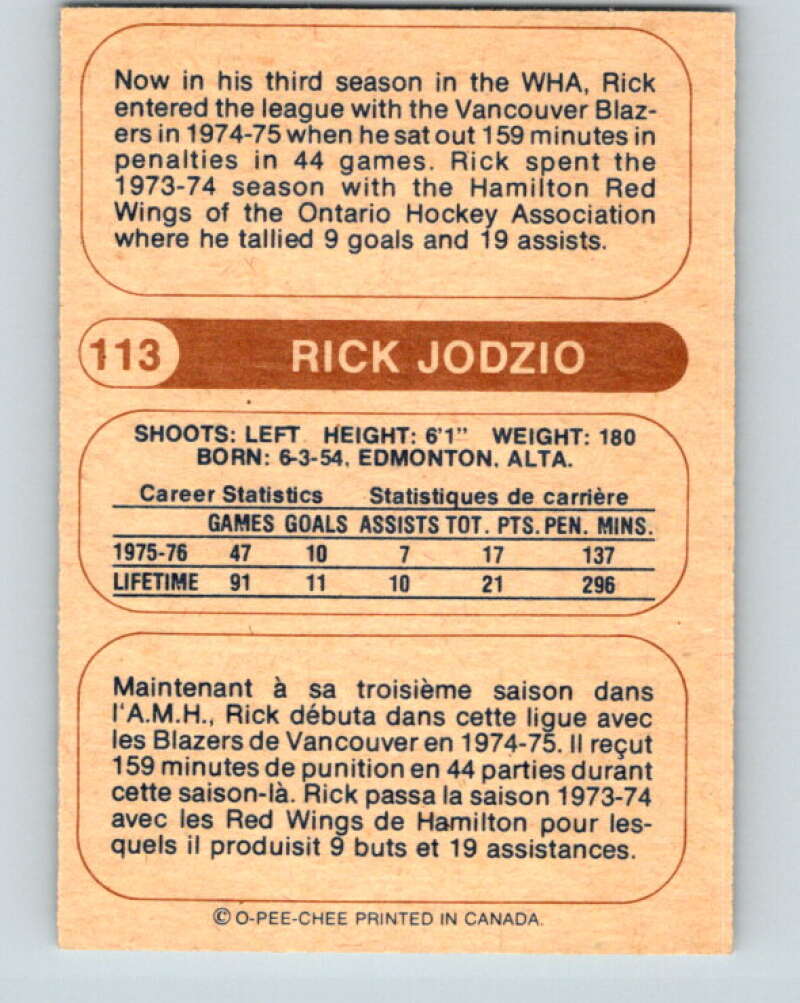 Now in his third season in the WHA, Rick
entered the league with the Vancouver Blaz-
ers in 1974-75 when he sat out 159 minutes in
penalties in 44 games. Rick spent the
1973-74 season with the Hamilton Red
Wings of the Ontario Hockey Association
where he tallied 9 goals and 19 assists.
113 RICK JODZIO
SHOOTS: LEFT HEIGHT: 6'1" WEIGHT: 180
BORN: 6-3-54, EDMONTON, ALTA.
Career Statistics Statistiques de carrière
GAMES GOALS ASSISTS TOT. PTS. PEN. MINS.
1975-76 47 10 7 17 137
LIFETIME 91 11 10 21 296
Maintenant à sa troisième saison dans
l'A.M.H., Rick débuta dans cette ligue avec
les Blazers de Vancouver en 1974-75. Il reçut
159 minutes de punition en 44 parties durant
cette saison-là. Rick passa la saison 1973-74
avec les Red Wings de Hamilton pour les-
quels il produisit 9 buts et 19 assistances.
© O-PEE-CHEE PRINTED IN CANADA.